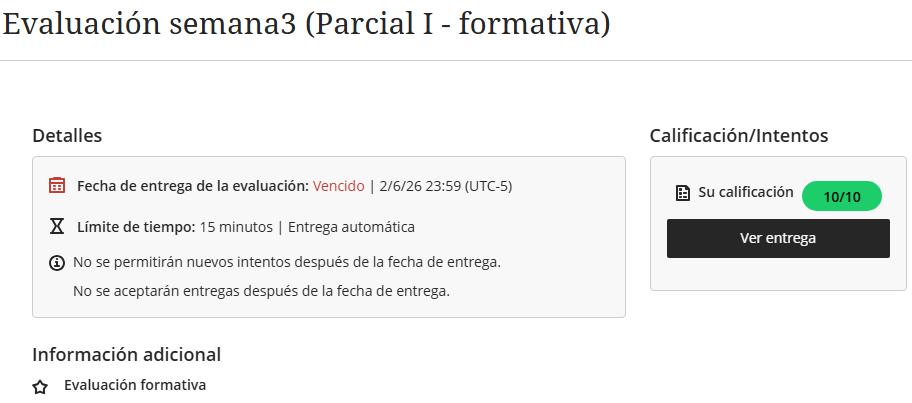 Evaluación semana3 (Parcial I - formativa)
Detalles
Fecha de entrega de la evaluación: Vencido | 2/6/26 23:59 (UTC-5)
Límite de tiempo: 15 minutos | Entrega automática
No se permitirán nuevos intentos después de la fecha de entrega.
No se aceptarán entregas después de la fecha de entrega.
Calificación/Intentos
Su calificación 10/10
Ver entrega
Información adicional
Evaluación formativa